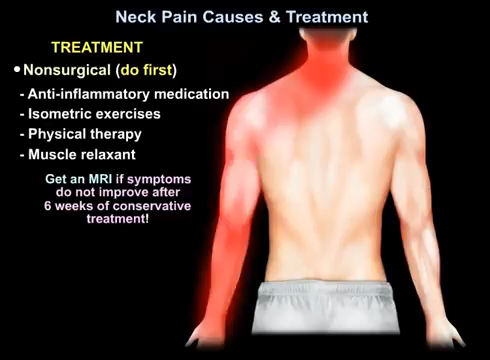 Neck Pain Causes & Treatment
TREATMENT
• Nonsurgical (do first)
- Anti-inflammatory medication
- Isometric exercises
- Physical therapy
- Muscle relaxant
Get an MRI if symptoms
do not improve after
6 weeks of conservative
treatment!